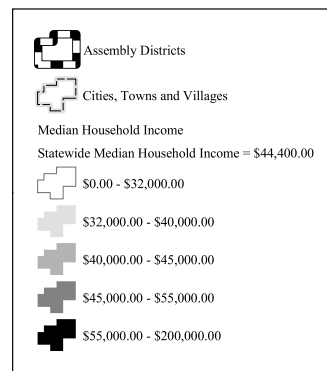 Assembly Districts
Cities, Towns and Villages
Median Household Income
Statewide Median Household Income = $44,400.00
$0.00 - $32,000.00
$32,000.00 - $40,000.00
$40,000.00 - $45,000.00
$45,000.00 - $55,000.00
$55,000.00 - $200,000.00